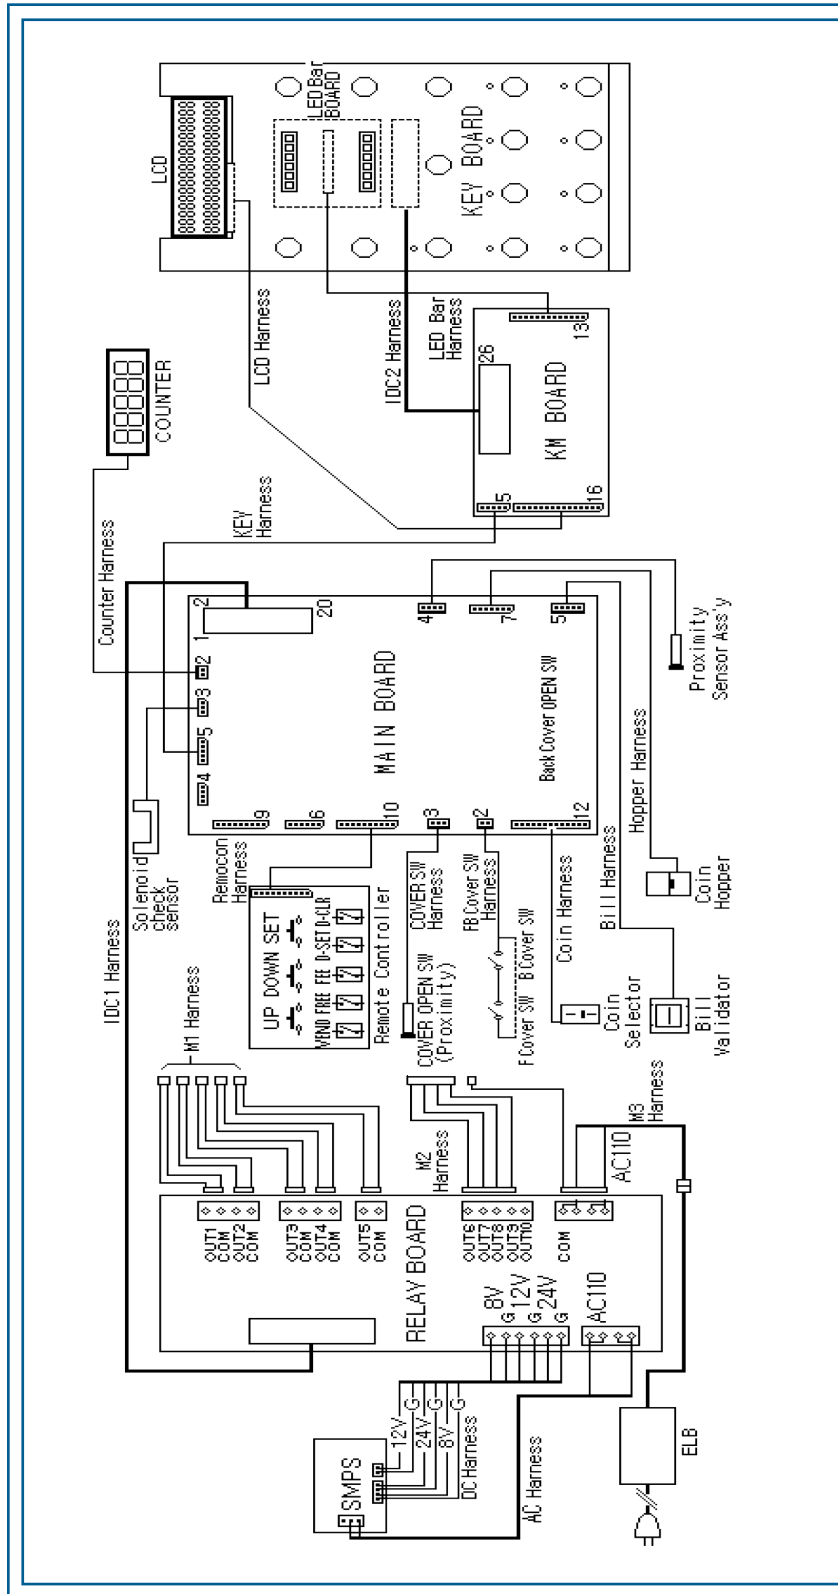 LCD
LED Bar
BOARD
KEY BOARD
COUNTER
LCD Harness
IDC2 Harness
LED Bar
Harness
13
26
KM BOARD
5
16
Counter Harness
KEY
Harness
1
2
20
2
3
5
4
4
7
5
MAIN BOARD
Back Cover OPEN SW
9
6
10
3
2
12
Proximity
Sensor Ass'y
Hopper Harness
Coin
Hopper
Bill Harness
Bill
Validator
Coin Harness
Coin
Selector
Solenoid
check
sensor
Remocon
Harness
UP DOWN SET
VEND FREE FEE D-SET D-CLR
Remote Controller
COVER SW
Harness
COVER OPEN SW
(Proximity)
FB Cover SW
Harness
F Cover SW
B Cover SW
IDC1 Harness
M1 Harness
M2
Harness
M3
Harness
AC110
OUT1
COM
OUT2
COM
OUT3
COM
OUT4
COM
OUT5
COM
OUT6
OUT7
OUT8
OUT9
OUT10
COM
RELAY BOARD
8V
G
12V
G
24V
G
AC110
SMPS
12V
G
24V
G
8V
G
DC Harness
AC Harness
ELB